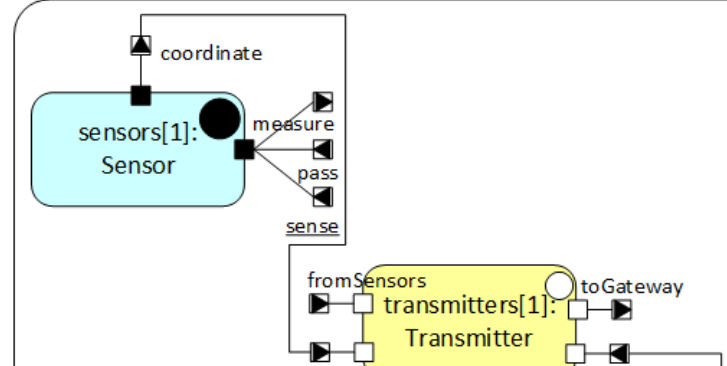 coordinate
sensors[1]:
Sensor
measure
pass
sense
fromSensors
toGateway
transmitters[1]:
Transmitter